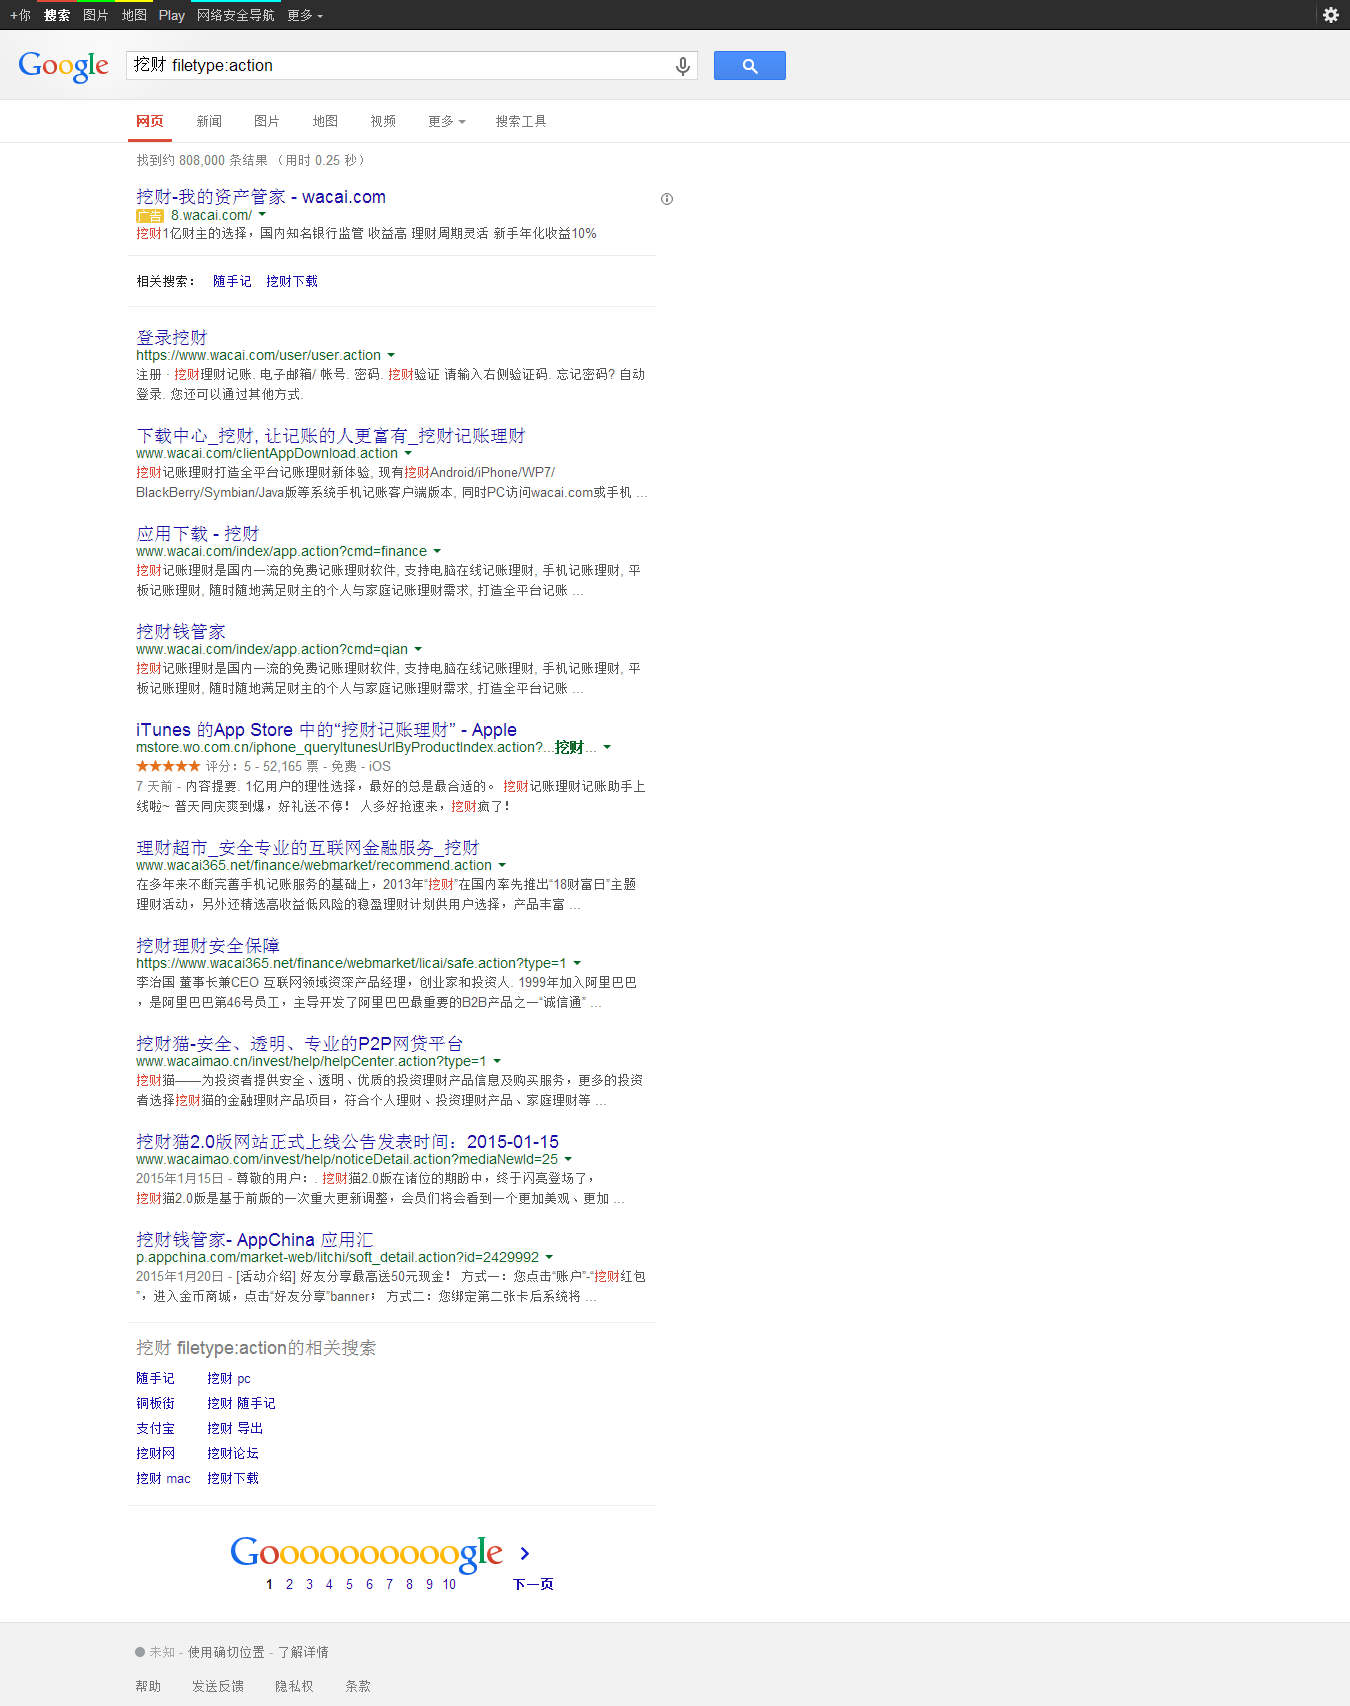 +你 搜索 图片 地图 Play 网络安全导航 更多
Google 挖财 filetype:action
网页 新闻 图片 地图 视频 更多 搜索工具
找到约 808,000 条结果 （用时 0.25 秒）
挖财-我的资产管家 - wacai.com
广告 8.wacai.com/
挖财1亿财主的选择，国内知名银行监管 收益高 理财周期灵活 新手年化收益10%
相关搜索： 随手记 挖财下载
登录挖财
https://www.wacai.com/user/user.action
注册 · 挖财理财记账. 电子邮箱/ 帐号. 密码. 挖财验证 请输入右侧验证码. 忘记密码? 自动
登录. 您还可以通过其他方式.
下载中心_挖财, 让记账的人更富有_挖财记账理财
www.wacai.com/clientAppDownload.action
挖财记账理财打造全平台记账理财新体验, 现有挖财Android/iPhone/WP7/
BlackBerry/Symbian/Java版等系统手机记账客户端版本, 同时PC访问wacai.com或手机 ...
应用下载 - 挖财
www.wacai.com/index/app.action?cmd=finance
挖财记账理财是国内一流的免费记账理财软件, 支持电脑在线记账理财, 手机记账理财, 平
板记账理财, 随时随地满足财主的个人与家庭记账理财需求, 打造全平台记账 ...
挖财钱管家
www.wacai.com/index/app.action?cmd=qian
挖财记账理财是国内一流的免费记账理财软件, 支持电脑在线记账理财, 手机记账理财, 平
板记账理财, 随时随地满足财主的个人与家庭记账理财需求, 打造全平台记账 ...
iTunes 的App Store 中的“挖财记账理财” - Apple
mstore.wo.com.cn/iphone_queryItunesUrlByProductIndex.action?...挖财...
★★★★★ 评分：5 - 52,165 票 - 免费 - iOS
7 天前 - 内容提要. 1亿用户的理性选择，最好的总是最合适的。 挖财记账理财记账助手上
线啦~ 普天同庆爽到爆，好礼送不停！ 人多好抢速来，挖财疯了！
理财超市_安全专业的互联网金融服务_挖财
www.wacai365.net/finance/webmarket/recommend.action
在多年来不断完善手机记账服务的基础上，2013年“挖财”在国内率先推出“18财富日”主题
理财活动，另外还精选高收益低风险的稳盈理财计划供用户选择，产品丰富 ...
挖财理财安全保障
https://www.wacai365.net/finance/webmarket/licai/safe.action?type=1
李治国 董事长兼CEO 互联网领域资深产品经理，创业家和投资人. 1999年加入阿里巴巴
，是阿里巴巴第46号员工，主导开发了阿里巴巴最重要的B2B产品之一“诚信通” ...
挖财猫-安全、透明、专业的P2P网贷平台
www.wacaimao.cn/invest/help/helpCenter.action?type=1
挖财猫——为投资者提供安全、透明、优质的投资理财产品信息及购买服务，更多的投资
者选择挖财猫的金融理财产品项目，符合个人理财、投资理财产品、家庭理财等 ...
挖财猫2.0版网站正式上线公告发表时间：2015-01-15
www.wacaimao.com/invest/help/noticeDetail.action?mediaNewId=25
2015年1月15日 - 尊敬的用户：. 挖财猫2.0版在诸位的期盼中，终于闪亮登场了，
挖财猫2.0版是基于前版的一次重大更新调整，会员们将会看到一个更加美观、更加 ...
挖财钱管家- AppChina 应用汇
p.appchina.com/market-web/litchi/soft_detail.action?id=2429992
2015年1月20日 - [活动介绍] 好友分享最高送50元现金！ 方式一：您点击“账户”-“挖财红包
”，进入金币商城，点击“好友分享”banner； 方式二：您绑定第二张卡后系统将 ...
挖财 filetype:action的相关搜索
随手记 挖财 pc
铜板街 挖财 随手记
支付宝 挖财 导出
挖财网 挖财论坛
挖财 mac 挖财下载
Goooooooooogle
1 2 3 4 5 6 7 8 9 10 下一页
未知 - 使用确切位置 - 了解详情
帮助 发送反馈 隐私权 条款